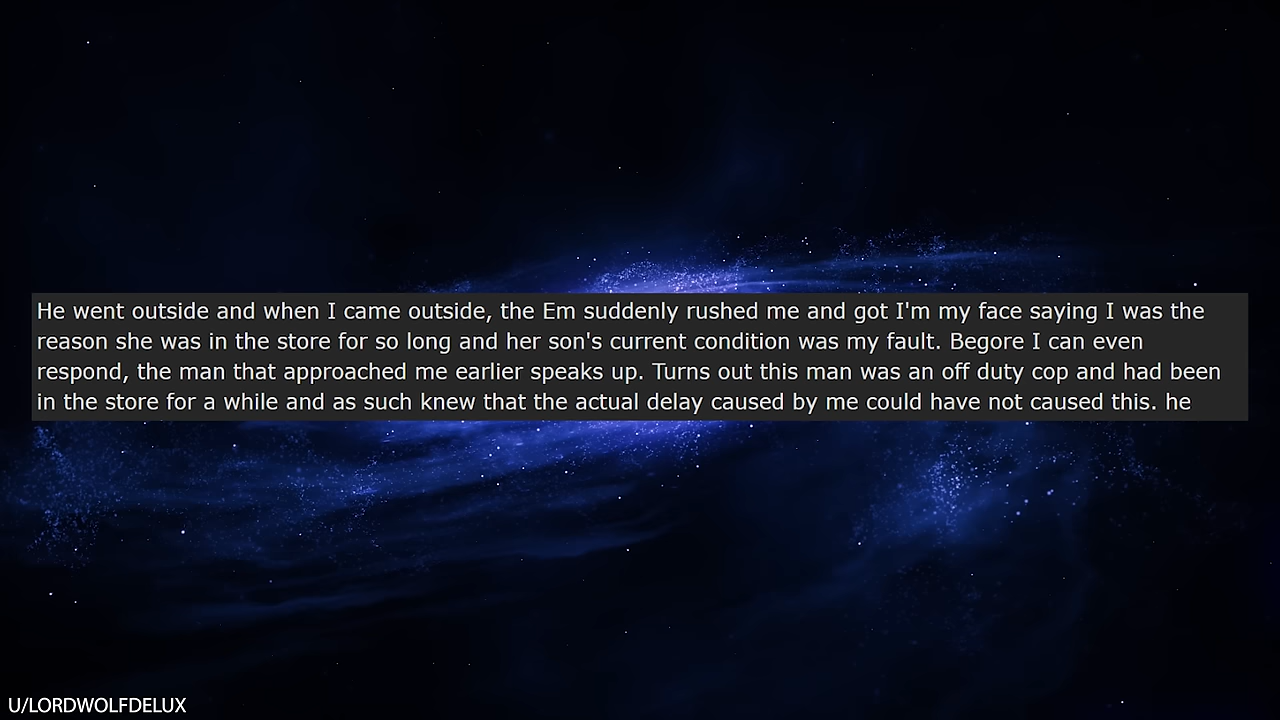 He went outside and when I came outside, the Em suddenly rushed me and got I'm my face saying I was the
reason she was in the store for so long and her son's current condition was my fault. Begore I can even
respond, the man that approached me earlier speaks up. Turns out this man was an off duty cop and had been
in the store for a while and as such knew that the actual delay caused by me could have not caused this. he
U/LORDWOLFDELUX